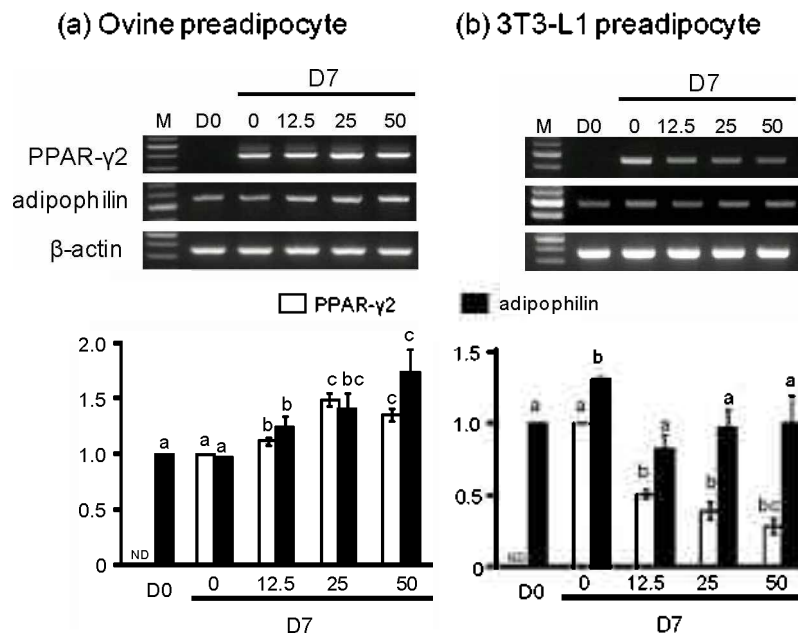 (a) Ovine preadipocyte
(b) 3T3-L1 preadipocyte
D7
M D0 0 12.5 25 50
PPAR-γ2
adipophilin
β-actin
D7
M D0 0 12.5 25 50
PPAR-γ2
adipophilin
2.0
1.5
1.0
0.5
0
ND
a
a a
b b
c bc
c c
D0 0 12.5 25 50
D7
1.5
1.0
0.5
0
ND
a
a b
b a
b a
bc a
D0 0 12.5 25 50
D7